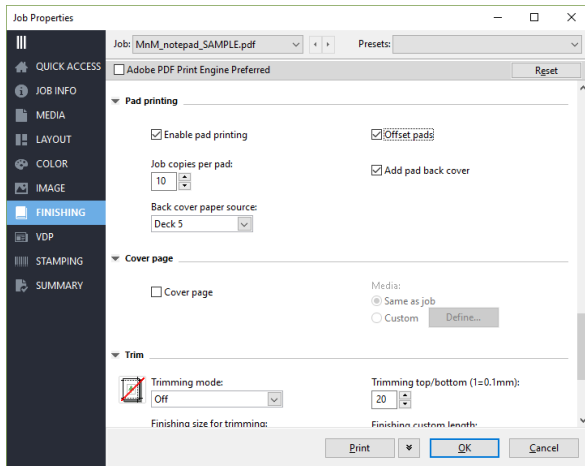 Job Properties
Job: MnM_notepad_SAMPLE.pdf
Presets:
Adobe PDF Print Engine Preferred
Reset
QUICK ACCESS
JOB INFO
MEDIA
LAYOUT
COLOR
IMAGE
FINISHING
VDP
STAMPING
SUMMARY
Pad printing
Enable pad printing
Offset pads
Job copies per pad:
10
Add pad back cover
Back cover paper source:
Deck 5
Cover page
Cover page
Media:
Same as job
Custom
Define...
Trim
Trimming mode:
Off
Trimming top/bottom (1=0.1mm):
20
Finishing size for trimming:
Finishing custom length:
Print
OK
Cancel